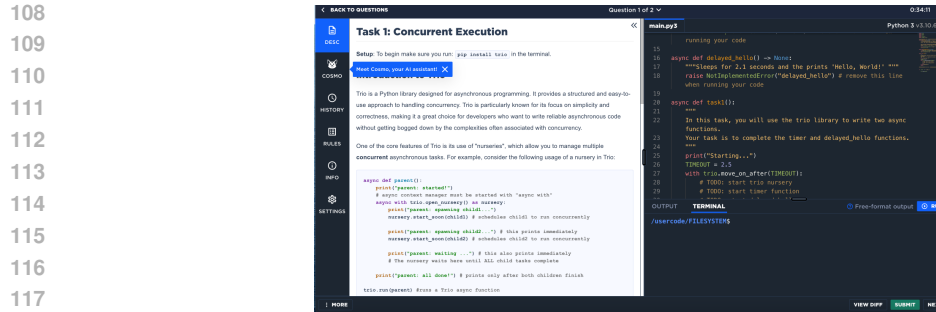 108
109
110
111
112
113
114
115
116
117
BACK TO QUESTIONS
Question 1 of 2
0:34:11
DESC
COSMO
HISTORY
RULES
INFO
SETTINGS
MORE
Task 1: Concurrent Execution
Setup: To begin make sure you run: pip install trio in the terminal.
Meet Cosmo, your AI assistant!
Trio is a Python library designed for asynchronous programming. It provides a structured and easy-to-
use approach to handling concurrency. Trio is particularly known for its focus on simplicity and
correctness, making it a great choice for developers who want to write reliable asynchronous code
without getting bogged down by the complexities often associated with concurrency.
One of the core features of Trio is its use of "nurseries", which allow you to manage multiple
concurrent asynchronous tasks. For example, consider the following usage of a nursery in Trio:
async def parent():
print("parent: started!")
# async context manager must be started with "async with"
async with trio.open_nursery() as nursery:
print("parent: spawning child1...")
nursery.start_soon(child1) # schedules child1 to run concurrently
print("parent: spawning child2...") # this prints immediately
nursery.start_soon(child2) # schedules child2 to run concurrently
print("parent: waiting ...") # this also prints immediately
# The nursery waits here until ALL child tasks complete
print("parent: all done!") # prints only after both children finish
trio.run(parent) #runs a Trio async function
main.py3
Python 3 v3.10.6
running your code
15
16 async def delayed_hello() -> None:
17 """Sleeps for 2.1 seconds and the prints 'Hello, World!' """
18 raise NotImplementedError("delayed_hello") # remove this line
when running your code
19
20 async def task1():
21 """
22 In this task, you will use the trio library to write two async
functions.
23 Your task is to complete the timer and delayed_hello functions.
24 """
25 print("Starting...")
26 TIMEOUT = 2.5
27 with trio.move_on_after(TIMEOUT):
28 # TODO: start trio nursery
29 # TODO: start timer function
OUTPUT
TERMINAL
Free-format output
/usercode/FILESYSTEM$
VIEW DIFF
SUBMIT